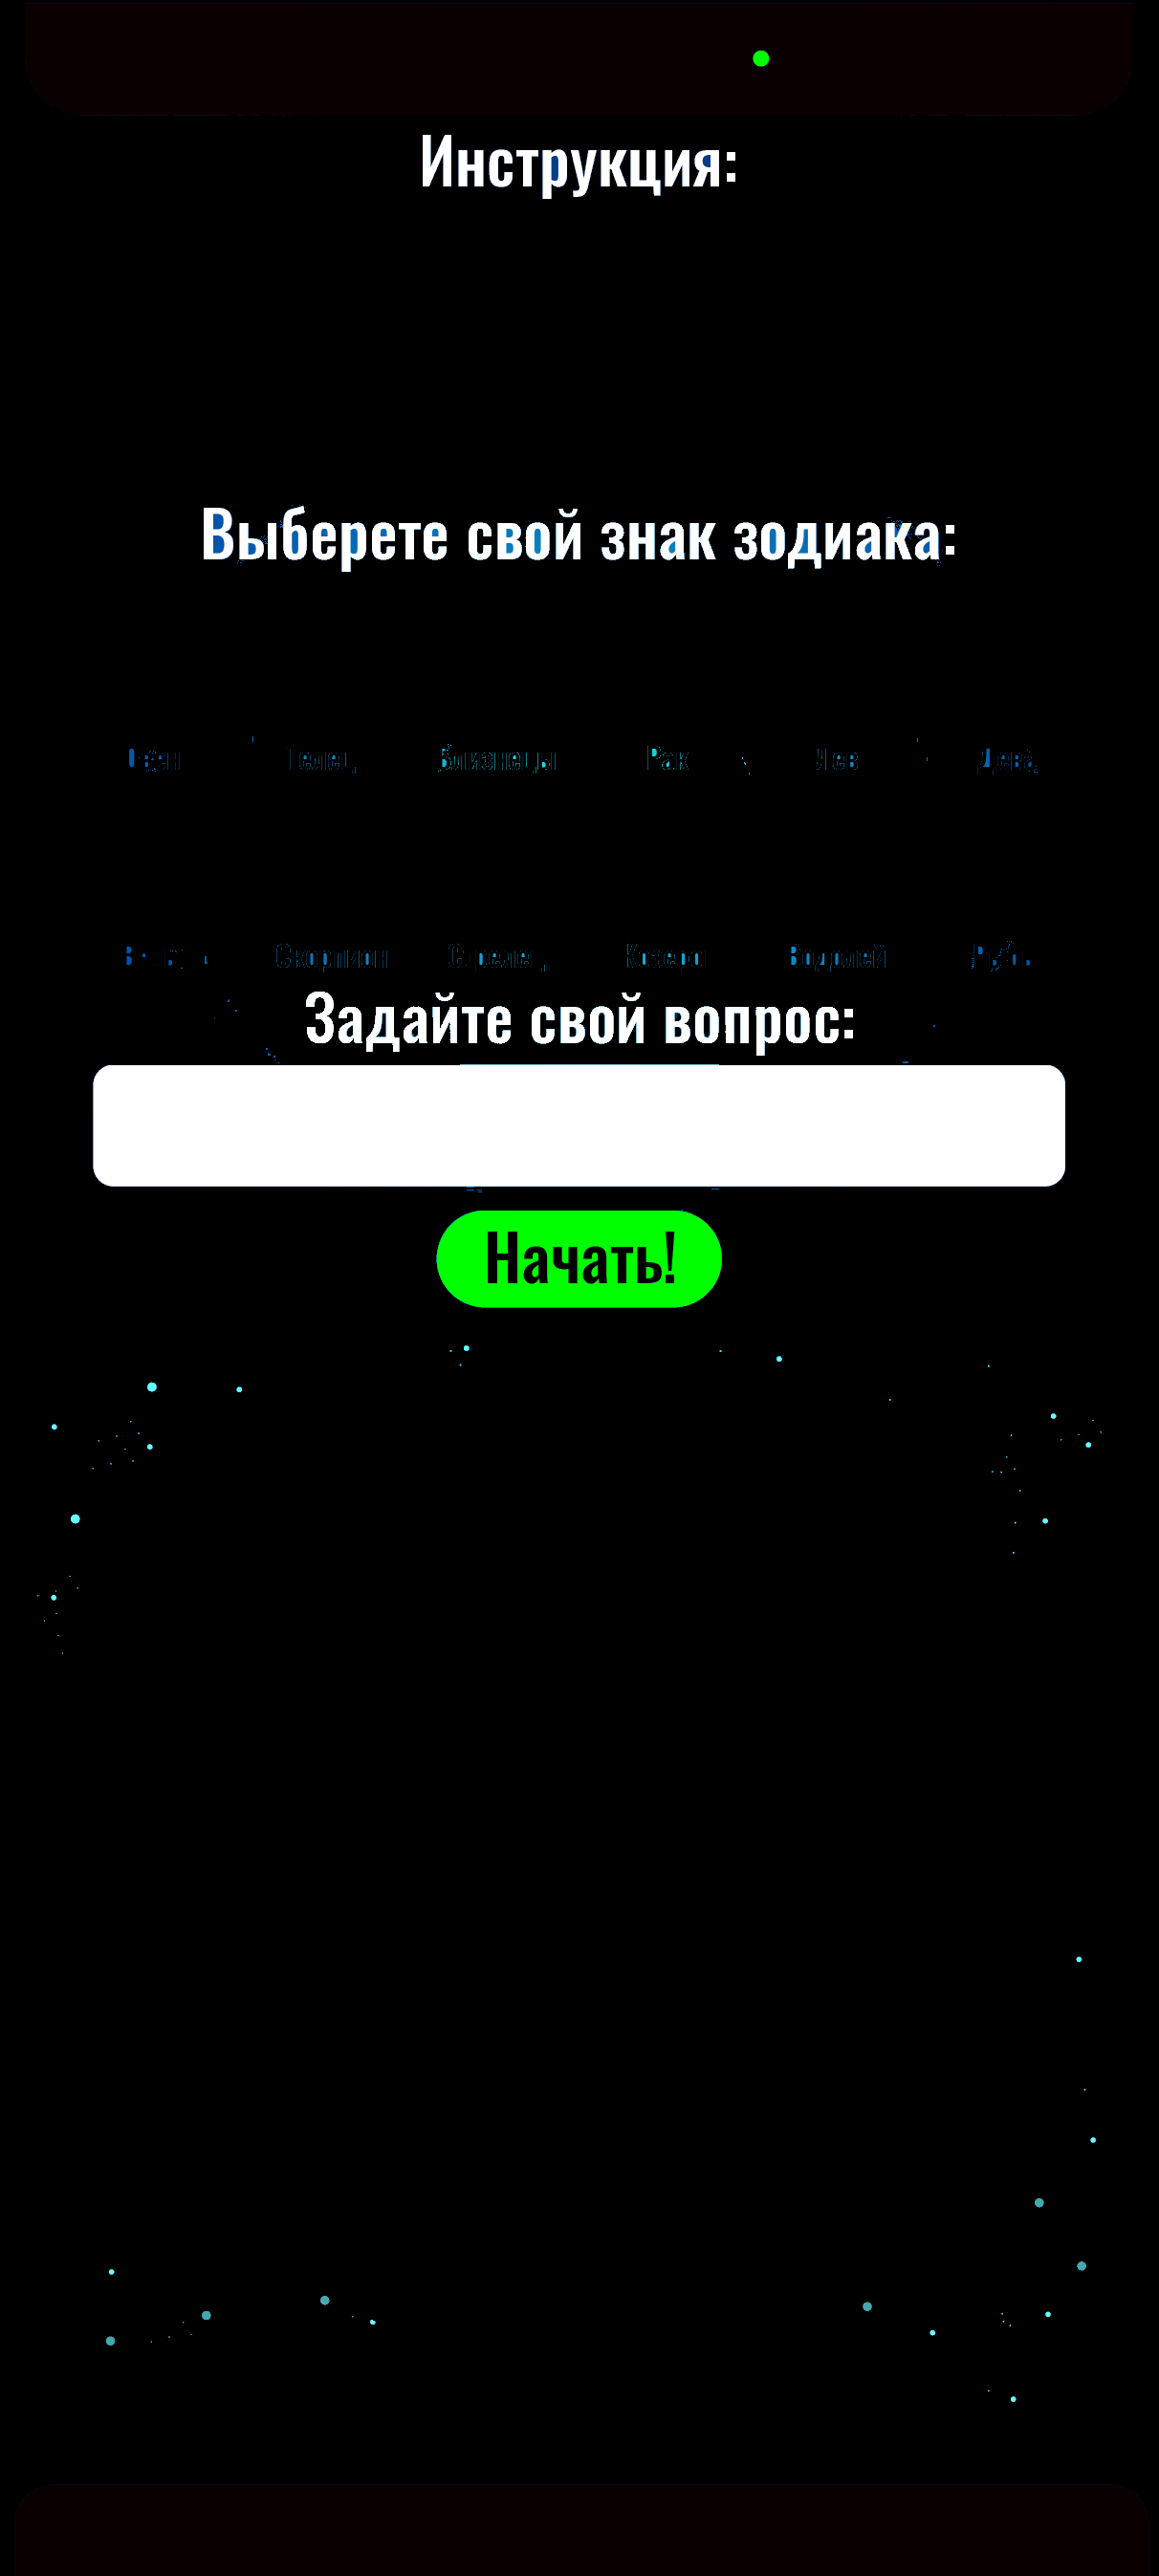 Инструкция:
Выберете свой знак зодиака:
Овен Телец Близнецы Рак Лев Дева
Скорпион Стрелец Козерог Водолей Рыбы
Задайте свой вопрос:
Начать!